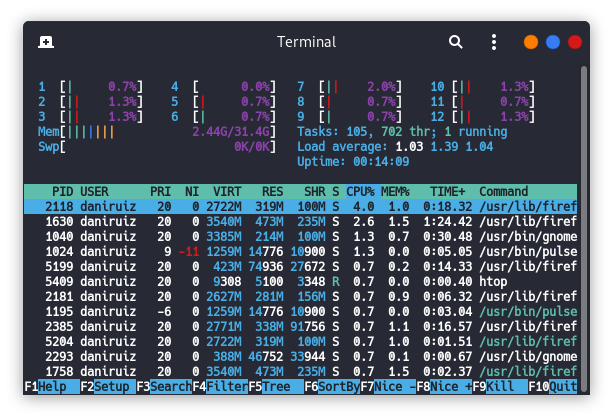 Terminal
1 [| 0.7%] 4 [ 0.0%] 7 [|| 2.0%] 10 [|| 1.3%]
2 [|| 1.3%] 5 [| 0.7%] 8 [| 0.7%] 11 [| 0.7%]
3 [|| 1.3%] 6 [| 0.7%] 9 [| 0.7%] 12 [|| 1.3%]
Mem[||||||| 2.44G/31.4G] Tasks: 105, 702 thr; 1 running
Swp[ 0K/0K] Load average: 1.03 1.39 1.04
Uptime: 00:14:09
PID USER PRI NI VIRT RES SHR S CPU% MEM% TIME+ Command
2118 daniruiz 20 0 2722M 319M 100M S 4.0 1.0 0:18.32 /usr/lib/firef
1630 daniruiz 20 0 3540M 473M 235M S 2.6 1.5 1:24.42 /usr/lib/firef
1040 daniruiz 20 0 3385M 214M 100M S 1.3 0.7 0:30.48 /usr/bin/gnome
1024 daniruiz 9 -11 1259M 14776 10900 S 1.3 0.0 0:05.05 /usr/bin/pulse
5199 daniruiz 20 0 423M 74936 27672 S 0.7 0.2 0:14.33 /usr/lib/firef
5409 daniruiz 20 0 9308 5100 3348 R 0.7 0.0 0:00.40 htop
2181 daniruiz 20 0 2627M 281M 156M S 0.7 0.9 0:06.32 /usr/lib/firef
1195 daniruiz -6 0 1259M 14776 10900 S 0.7 0.0 0:03.04 /usr/bin/pulse
2385 daniruiz 20 0 2771M 338M 91756 S 0.7 1.1 0:16.57 /usr/lib/firef
5204 daniruiz 20 0 2722M 319M 100M S 0.7 1.0 0:01.51 /usr/lib/firef
2293 daniruiz 20 0 388M 46752 33944 S 0.7 0.1 0:00.67 /usr/lib/gnome
1758 daniruiz 20 0 3540M 473M 235M S 0.7 1.5 0:02.37 /usr/lib/firef
F1Help F2Setup F3SearchF4FilterF5Tree F6SortByF7Nice -F8Nice +F9Kill F10Quit